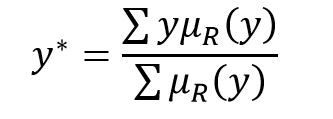 y* = ∑ yμ_R(y) / ∑ μ_R(y)